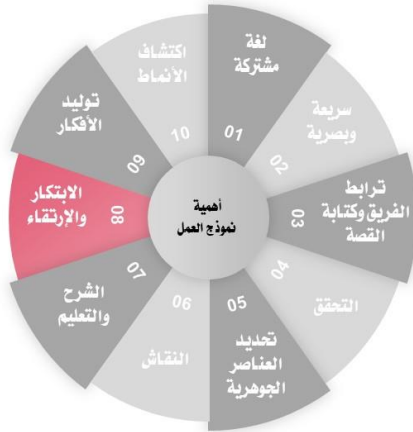 أهمية
نموذج العمل
لغة
مشتركة
01
سريعة
وبصرية
02
ترابط
الفريق وكتابة
القصة
03
التحقق
04
تحديد
العناصر
الجوهرية
05
النقاش
06
الشرح
والتعليم
07
الابتكار
والإرتقاء
08
توليد
الأفكار
09
اكتشاف
الأنماط
10